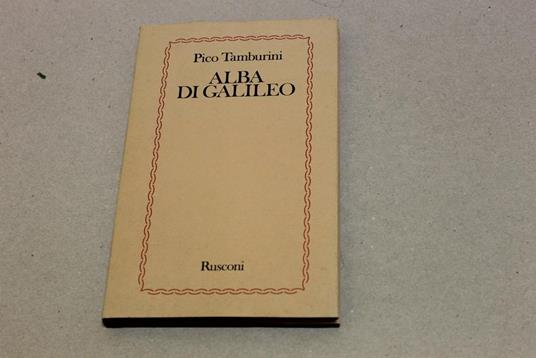 Pico Tamburini
ALBA
DI GALILEO
Rusconi